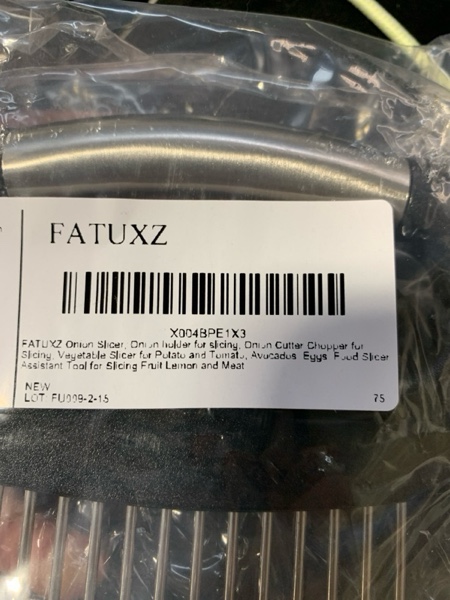 FATUXZ
X004BPE1X3
FATUXZ Onion Slicer, Onion holder for slicing, Onion Cutter Chopper for
Slicing, Vegetable Slicer for Potato and Tomato, Avocados, Eggs, Food Slicer
Assistant Tool for Slicing Fruit Lemon and Meat
NEW
LOT: FU009-2-15 75